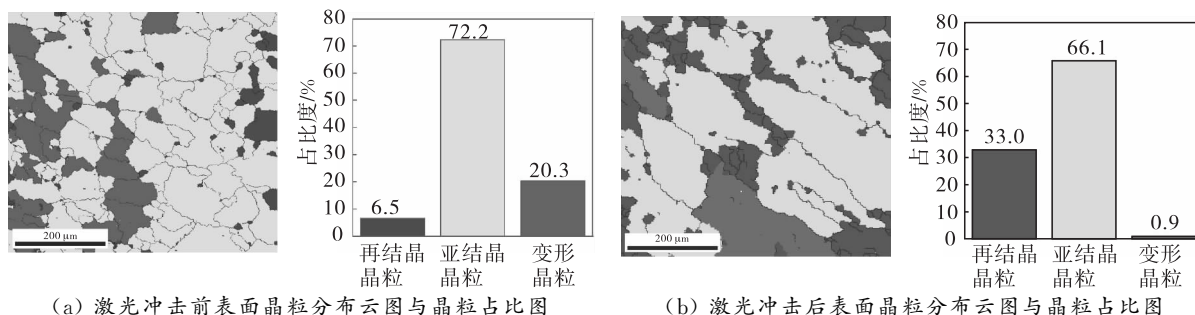 200 μm
占比度/%
80
70
60
50
40
30
20
10
0
6.5
72.2
20.3
再结晶
晶粒
亚结晶
晶粒
变形
晶粒
(a) 激光冲击前表面晶粒分布云图与晶粒占比图
200 μm
占比度/%
80
70
60
50
40
30
20
10
0
33.0
66.1
0.9
再结晶
晶粒
亚结晶
晶粒
变形
晶粒
(b) 激光冲击后表面晶粒分布云图与晶粒占比图